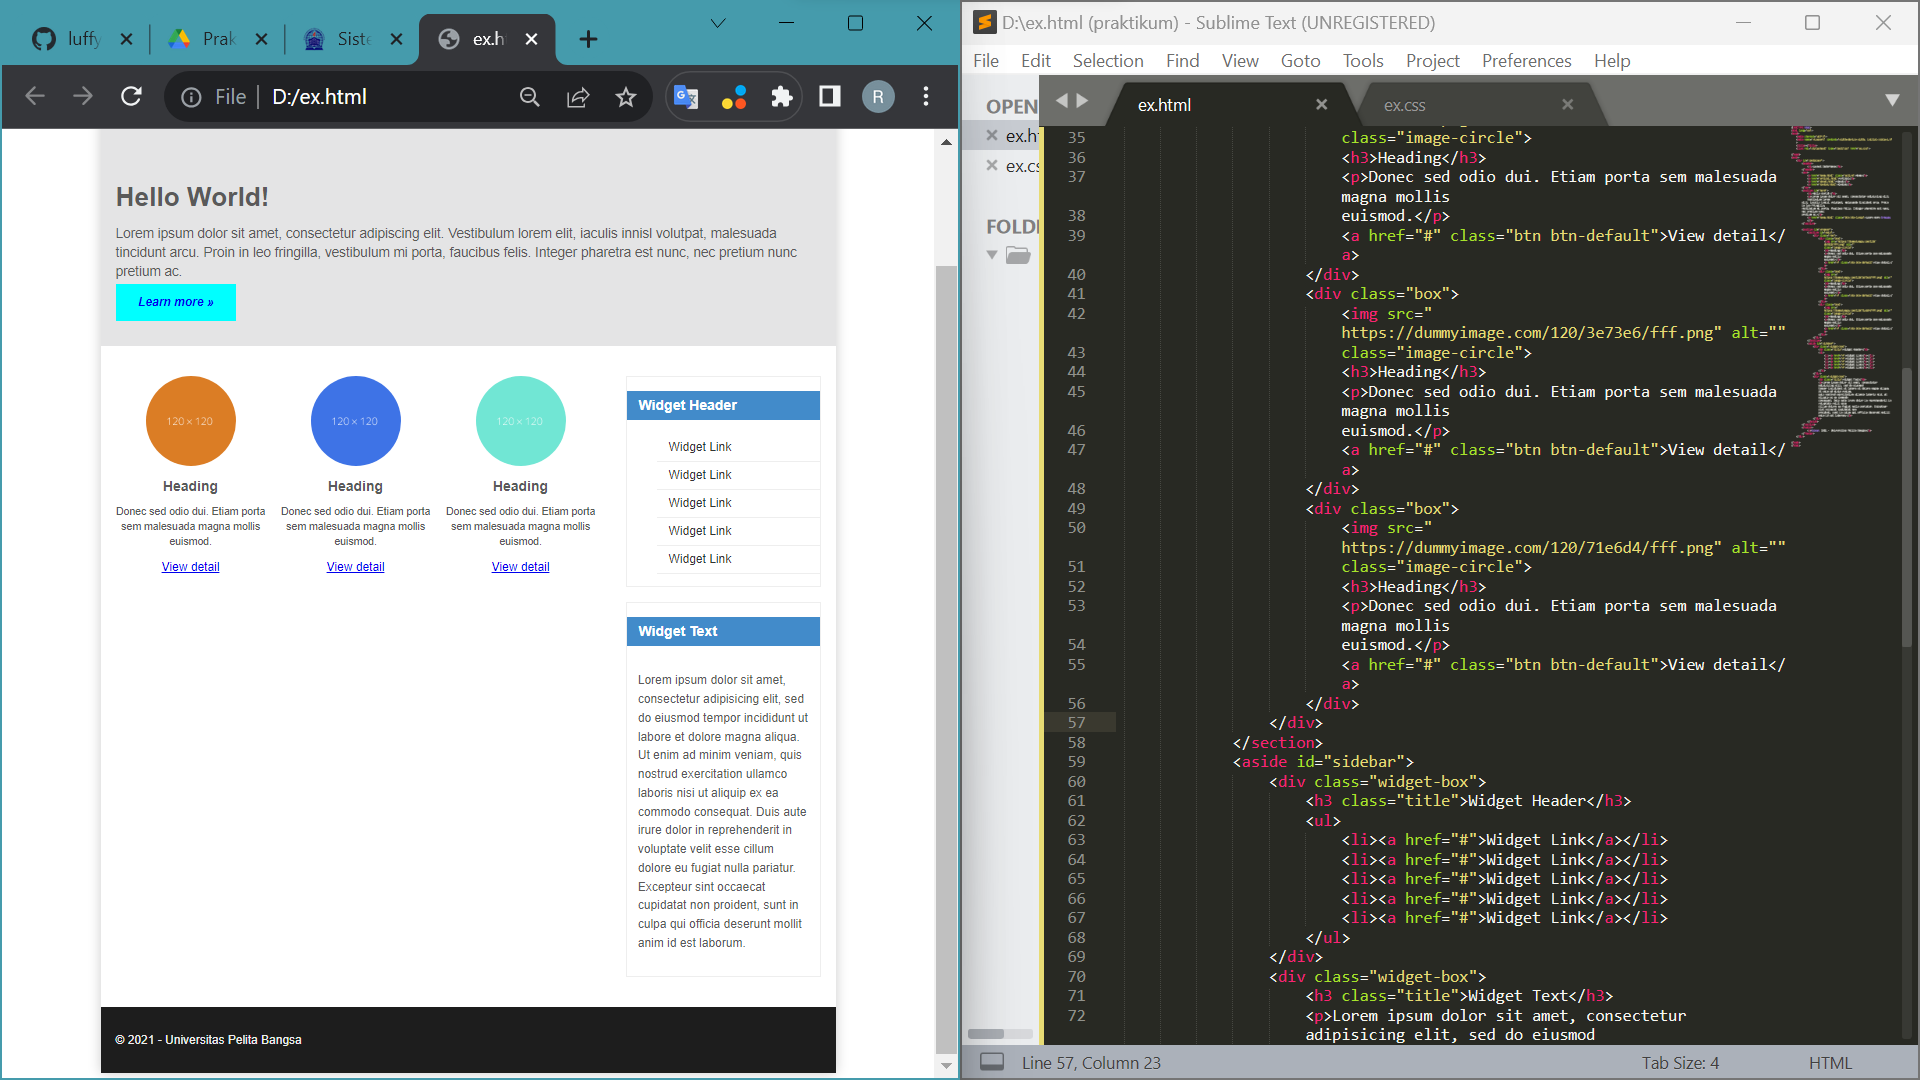 luffy
Prak
Siste
ex.h
File
D:/ex.html
R
Hello World!
Lorem ipsum dolor sit amet, consectetur adipiscing elit. Vestibulum lorem elit, iaculis innisl volutpat, malesuada
tincidunt arcu. Proin in leo fringilla, vestibulum mi porta, faucibus felis. Integer pharetra est nunc, nec pretium nunc
pretium ac.
Learn more »
120 × 120
120 × 120
120 × 120
Heading
Heading
Heading
Donec sed odio dui. Etiam porta
sem malesuada magna mollis
euismod.
Donec sed odio dui. Etiam porta
sem malesuada magna mollis
euismod.
Donec sed odio dui. Etiam porta
sem malesuada magna mollis
euismod.
View detail
View detail
View detail
Widget Header
Widget Link
Widget Link
Widget Link
Widget Link
Widget Link
Widget Text
Lorem ipsum dolor sit amet,
consectetur adipisicing elit, sed
do eiusmod tempor incididunt ut
labore et dolore magna aliqua.
Ut enim ad minim veniam, quis
nostrud exercitation ullamco
laboris nisi ut aliquip ex ea
commodo consequat. Duis aute
irure dolor in reprehenderit in
voluptate velit esse cillum
dolore eu fugiat nulla pariatur.
Excepteur sint occaecat
cupidatat non proident, sunt in
culpa qui officia deserunt mollit
anim id est laborum.
© 2021 - Universitas Pelita Bangsa
D:\ex.html (praktikum) - Sublime Text (UNREGISTERED)
File Edit Selection Find View Goto Tools Project Preferences Help
OPEN
ex.h
ex.cs
FOLD
ex.html
ex.css
35 class="image-circle">
36 <h3>Heading</h3>
37 <p>Donec sed odio dui. Etiam porta sem malesuada
magna mollis
38 euismod.</p>
39 <a href="#" class="btn btn-default">View detail</
a>
40 </div>
41 <div class="box">
42 <img src="
https://dummyimage.com/120/3e73e6/fff.png" alt=""
43 class="image-circle">
44 <h3>Heading</h3>
45 <p>Donec sed odio dui. Etiam porta sem malesuada
magna mollis
46 euismod.</p>
47 <a href="#" class="btn btn-default">View detail</
a>
48 </div>
49 <div class="box">
50 <img src="
https://dummyimage.com/120/71e6d4/fff.png" alt=""
51 class="image-circle">
52 <h3>Heading</h3>
53 <p>Donec sed odio dui. Etiam porta sem malesuada
magna mollis
54 euismod.</p>
55 <a href="#" class="btn btn-default">View detail</
a>
56 </div>
57 </div>
58 </section>
59 <aside id="sidebar">
60 <div class="widget-box">
61 <h3 class="title">Widget Header</h3>
62 <ul>
63 <li><a href="#">Widget Link</a></li>
64 <li><a href="#">Widget Link</a></li>
65 <li><a href="#">Widget Link</a></li>
66 <li><a href="#">Widget Link</a></li>
67 <li><a href="#">Widget Link</a></li>
68 </ul>
69 </div>
70 <div class="widget-box">
71 <h3 class="title">Widget Text</h3>
72 <p>Lorem ipsum dolor sit amet, consectetur
adipisicing elit, sed do eiusmod
Line 57, Column 23
Tab Size: 4
HTML